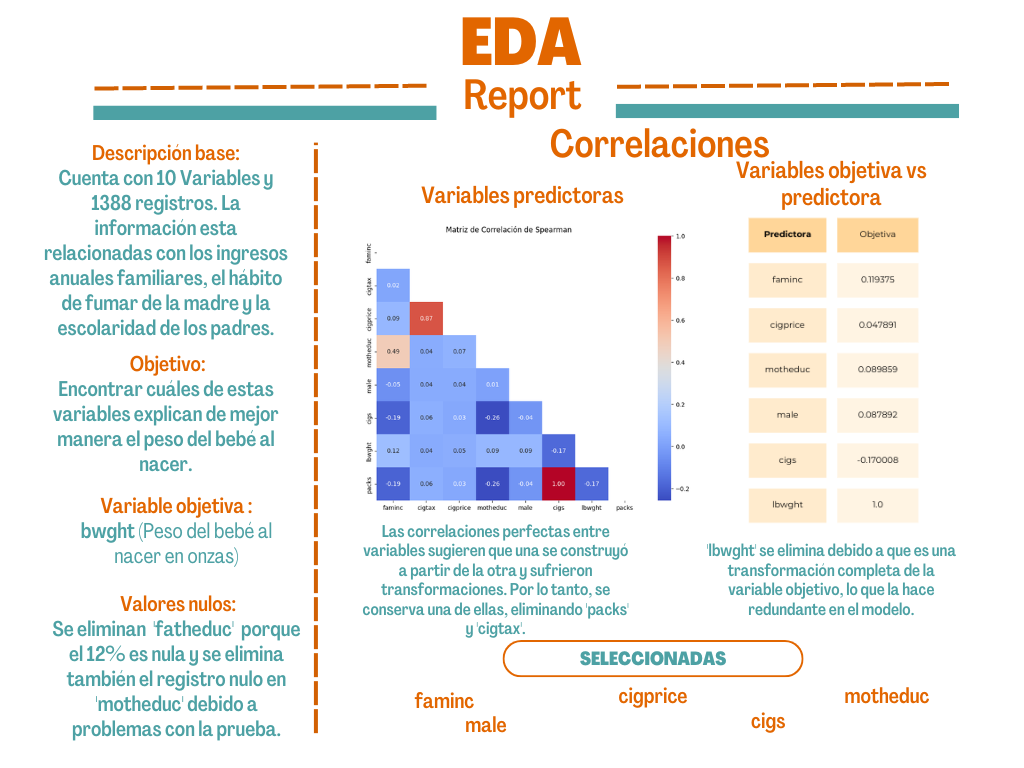 EDA
Report
Descripción base:
Cuenta con 10 Variables y
1388 registros. La
información esta
relacionadas con los ingresos
anuales familiares, el hábito
de fumar de la madre y la
escolaridad de los padres.
Objetivo:
Encontrar cuáles de estas
variables explican de mejor
manera el peso del bebé al
nacer.
Variable objetiva :
bwght (Peso del bebé al
nacer en onzas)
Valores nulos:
Se eliminan 'fatheduc' porque
el 12% es nula y se elimina
también el registro nulo en
'motheduc' debido a
problemas con la prueba.
Correlaciones
Variables predictoras
Matriz de Correlación de Spearman
faminc
cigtax 0.02
cigprice 0.09 0.87
motheduc 0.49 0.04 0.07
male -0.05 0.04 0.04 0.01
cigs -0.19 0.06 0.03 -0.26 -0.04
lbwght 0.12 0.04 0.05 0.09 0.09 -0.17
packs -0.19 0.06 0.03 -0.26 -0.04 1.00 -0.17
faminc cigtax cigprice motheduc male cigs lbwght packs
1.0
0.8
0.6
0.4
0.2
0.0
−0.2
Las correlaciones perfectas entre
variables sugieren que una se construyó
a partir de la otra y sufrieron
transformaciones. Por lo tanto, se
conserva una de ellas, eliminando 'packs'
y 'cigtax'.
Variables objetiva vs
predictora
Predictora Objetiva
faminc 0.119375
cigprice 0.047891
motheduc 0.089859
male 0.087892
cigs -0.170008
lbwght 1.0
'lbwght' se elimina debido a que es una
transformación completa de la
variable objetivo, lo que la hace
redundante en el modelo.
SELECCIONADAS
faminc cigprice motheduc
male cigs